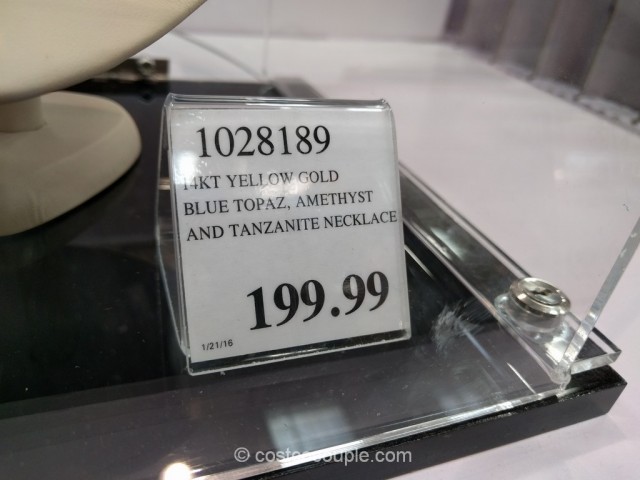 1028189
14KT YELLOW GOLD
BLUE TOPAZ, AMETHYST
AND TANZANITE NECKLACE
199.99
1/21/16
© costcocouple.com